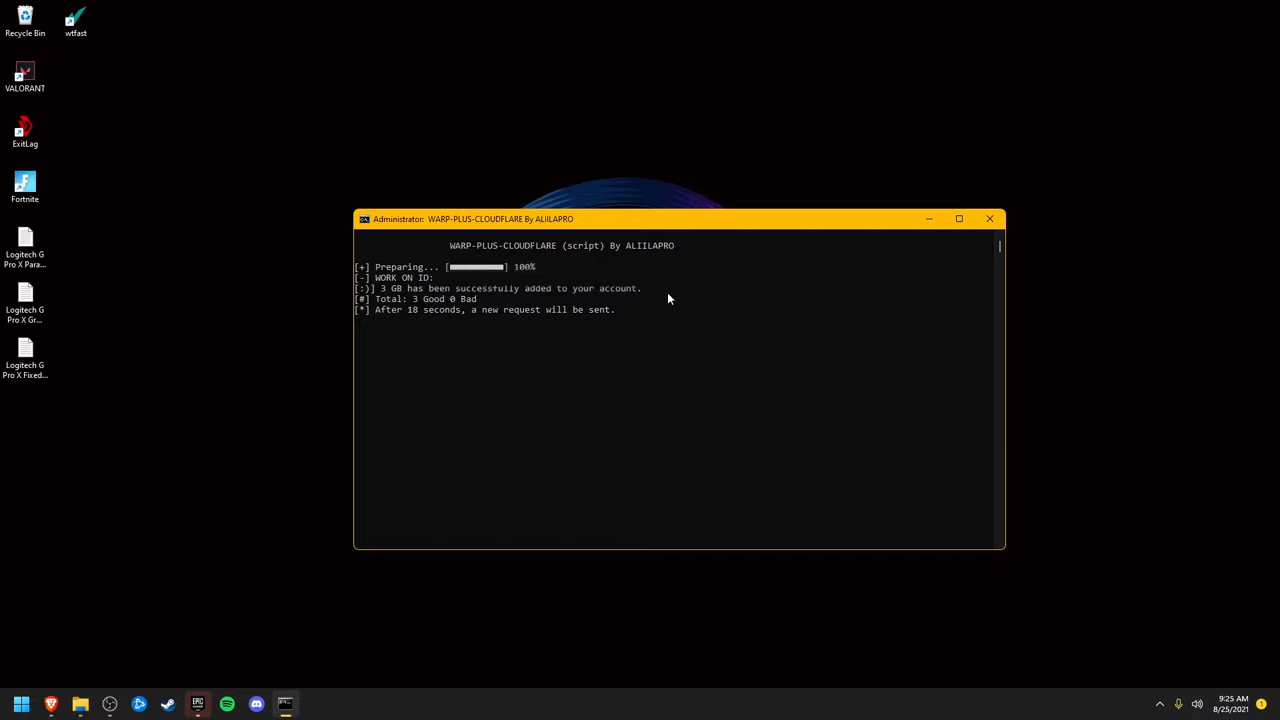 Recycle Bin
wtfast
VALORANT
ExitLag
Fortnite
Logitech G
Pro X Para...
Logitech G
Pro X Gr...
Logitech G
Pro X Fixed...
Administrator: WARP-PLUS-CLOUDFLARE By ALIILAPRO
WARP-PLUS-CLOUDFLARE (script) By ALIILAPRO
[+] Preparing... [■■■■■■■■■■] 100%
[-] WORK ON ID:
[:)] 3 GB has been successfully added to your account.
[#] Total: 3 Good 0 Bad
[*] After 18 seconds, a new request will be sent.
EPIC
9:25 AM
8/25/2021
1